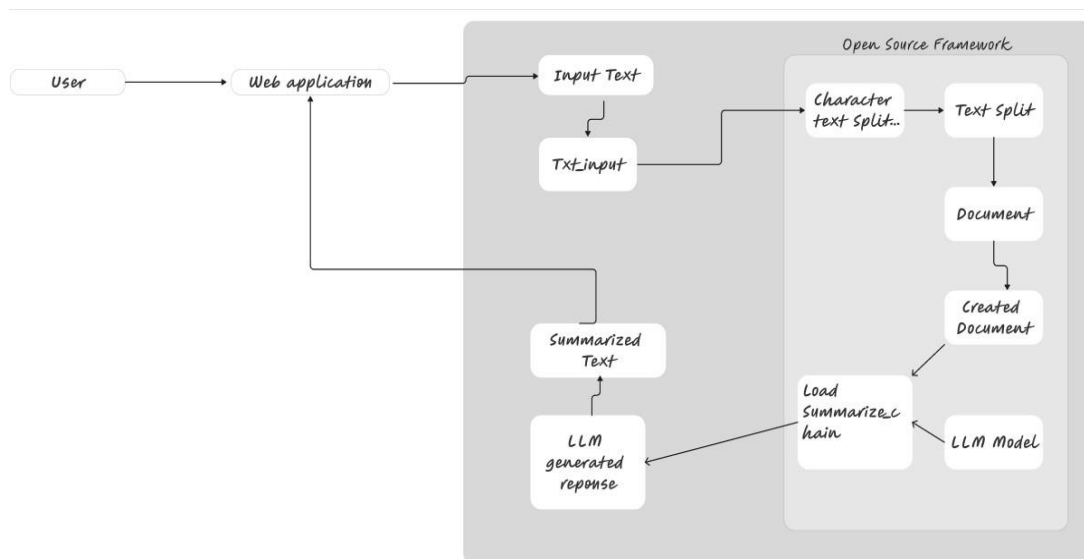 Open Source Framework
User
Web application
Input Text
Character
text Split...
Text Split
Txt_input
Document
Created
Document
Summarized
Text
Load
Summarize_c
hain
LLM
generated
reponse
LLM Model